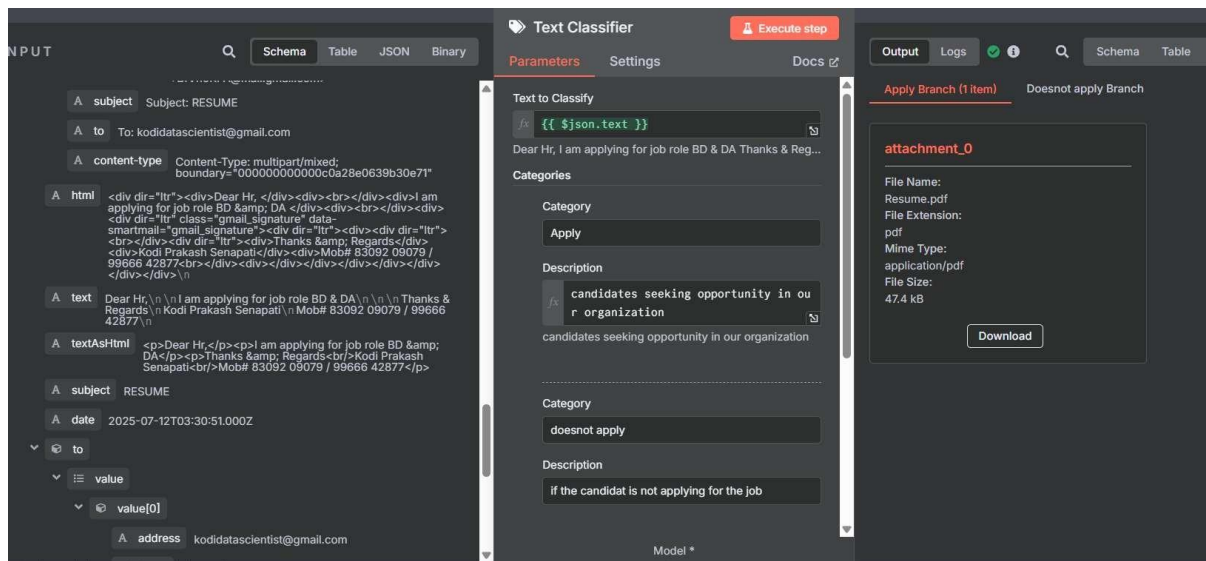 NPUT
Schema Table JSON Binary
A subject Subject: RESUME
A to To: kodidatascientist@gmail.com
A content-type Content-Type: multipart/mixed;
boundary="000000000000c0a28e0639b30e71"
A html <div dir="ltr"><div>Dear Hr, </div><div><br></div><div>I am
applying for job role BD &amp; DA </div><div><br></div><div>
<div dir="ltr" class="gmail_signature" data-
smartmail="gmail_signature"><div dir="ltr"><div dir="ltr">
<br></div><div dir="ltr"><div>Thanks &amp; Regards</div>
<div>Kodi Prakash Senapati</div><div>Mob# 83092 09079 /
99666 42877<br></div><div></div></div></div></div></div>
</div></div>\n
A text Dear Hr,\n\nI am applying for job role BD & DA\n\n\nThanks &
Regards\nKodi Prakash Senapati\nMob# 83092 09079 / 99666
42877\n
A textAsHtml <p>Dear Hr,</p><p>I am applying for job role BD &amp;
DA</p><p>Thanks &amp; Regards<br/>Kodi Prakash
Senapati<br/>Mob# 83092 09079 / 99666 42877</p>
A subject RESUME
A date 2025-07-12T03:30:51.000Z
to
value
value[0]
A address kodidatascientist@gmail.com
Text Classifier
Execute step
Parameters Settings Docs
Text to Classify
fx {{ $json.text }}
Dear Hr, I am applying for job role BD & DA Thanks & Reg...
Categories
Category
Apply
Description
fx candidates seeking opportunity in ou
r organization
candidates seeking opportunity in our organization
Category
doesnot apply
Description
if the candidat is not applying for the job
Model *
Output Logs Schema Table
Apply Branch (1 item) Doesnot apply Branch
attachment_0
File Name:
Resume.pdf
File Extension:
pdf
Mime Type:
application/pdf
File Size:
47.4 kB
Download